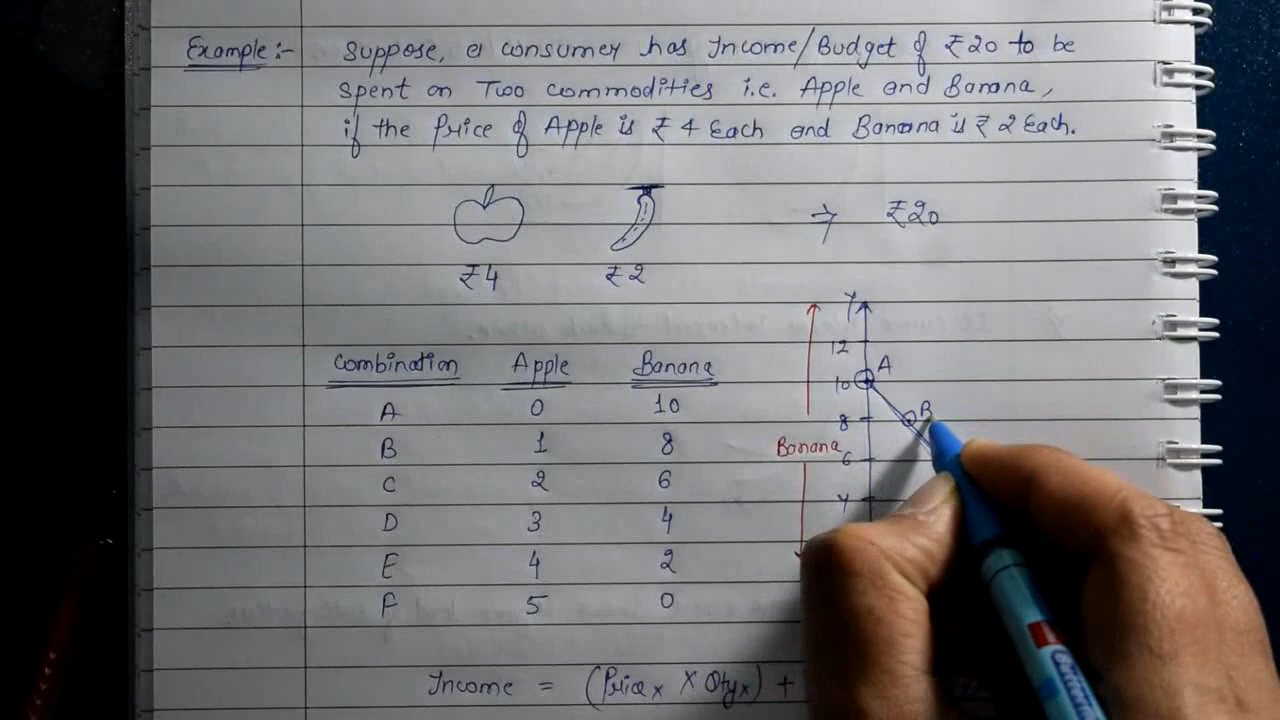 Example:- Suppose, a consumer has Income/Budget of ₹20 to be
spent on Two commodities i.e. Apple and Banana,
if the Price of Apple is ₹4 Each and Banana is ₹2 Each.
⇒ ₹20
₹4 ₹2
Combination Apple Banana
A 0 10
B 1 8
C 2 6
D 3 4
E 4 2
F 5 0
Y
12
10 A
8 B
Banana 6
4
Income = (Price x × Qty x) +